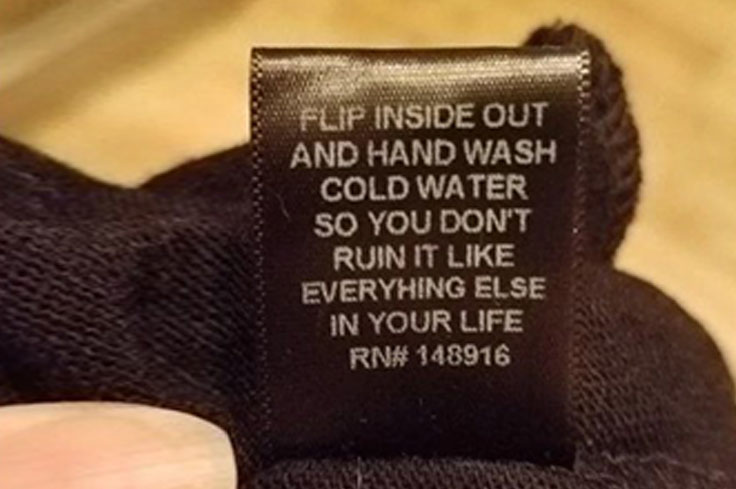 FLIP INSIDE OUT
AND HAND WASH
COLD WATER
SO YOU DON'T
RUIN IT LIKE
EVERYHING ELSE
IN YOUR LIFE
RN# 148916